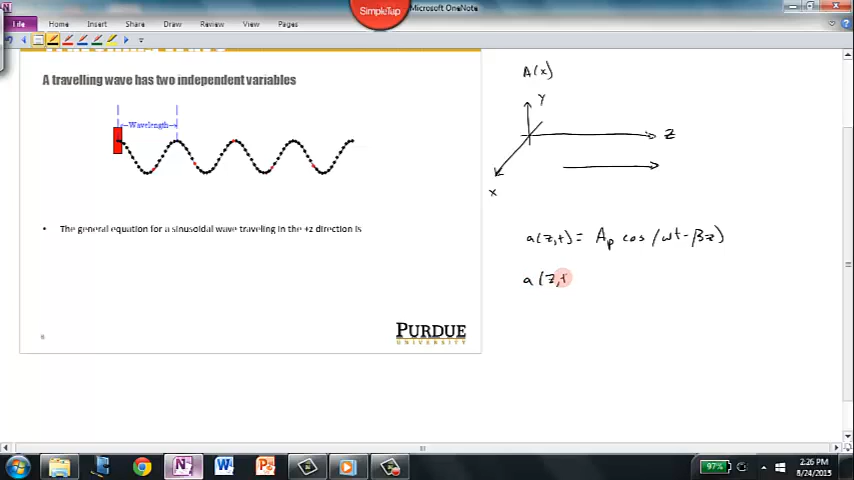 SimpleTap
Microsoft OneNote
File Home Insert Share Draw Review View Pages
A travelling wave has two independent variables
Wavelength
• The general equation for a sinusoidal wave traveling in the +z direction is
6
PURDUE
UNIVERSITY
A(x)
Y
Z
X
a(z,t) = Ap cos(ωt-βz)
a(z,t
97%
2:26 PM
8/24/2015